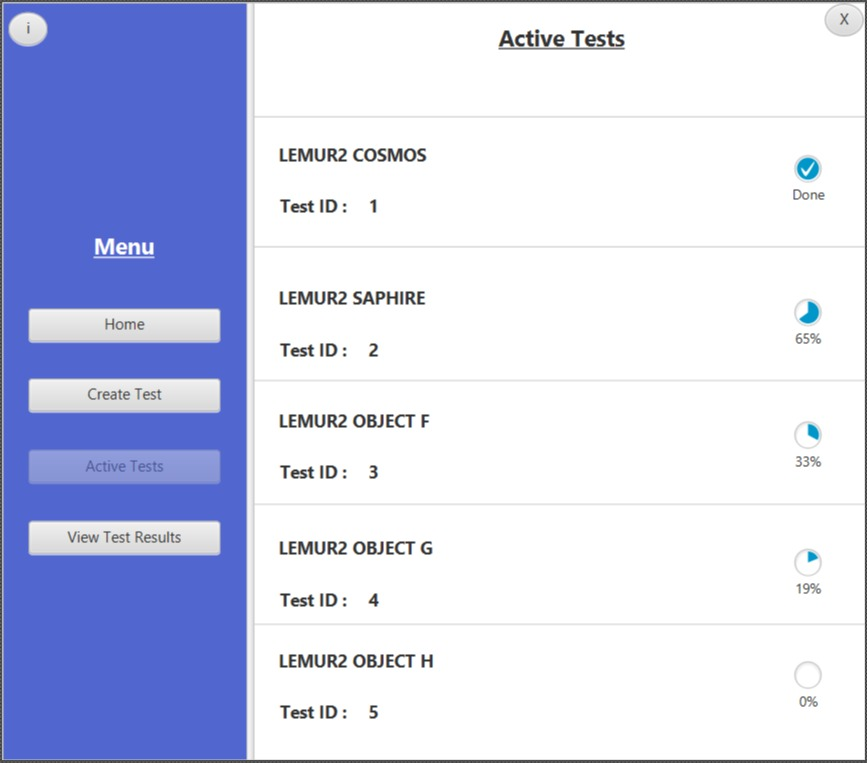 i
X
Active Tests
Menu
Home
Create Test
Active Tests
View Test Results
LEMUR2 COSMOS
Test ID : 1
Done
LEMUR2 SAPHIRE
Test ID : 2
65%
LEMUR2 OBJECT F
Test ID : 3
33%
LEMUR2 OBJECT G
Test ID : 4
19%
LEMUR2 OBJECT H
Test ID : 5
0%